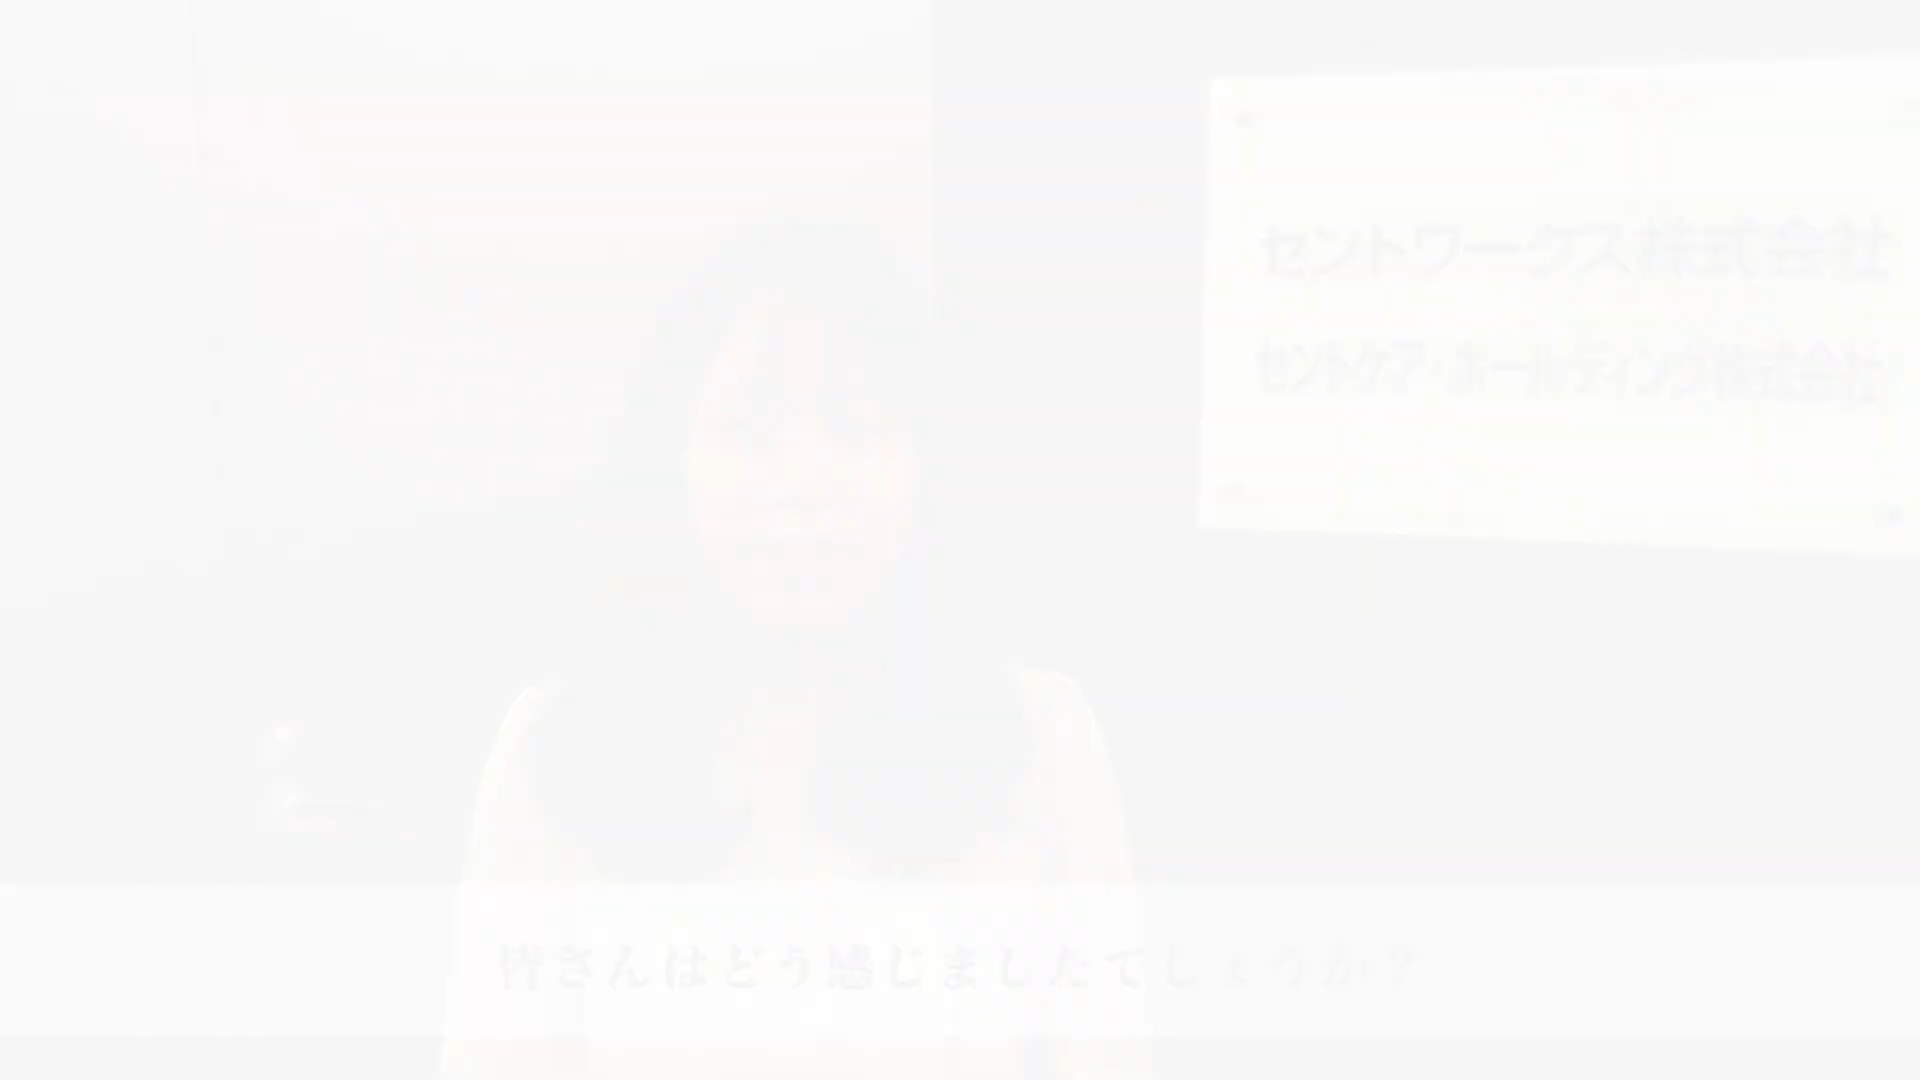 セントワークス株式会社
セントケア・ホールディング株式会社
皆さんはどう感じましたでしょうか？